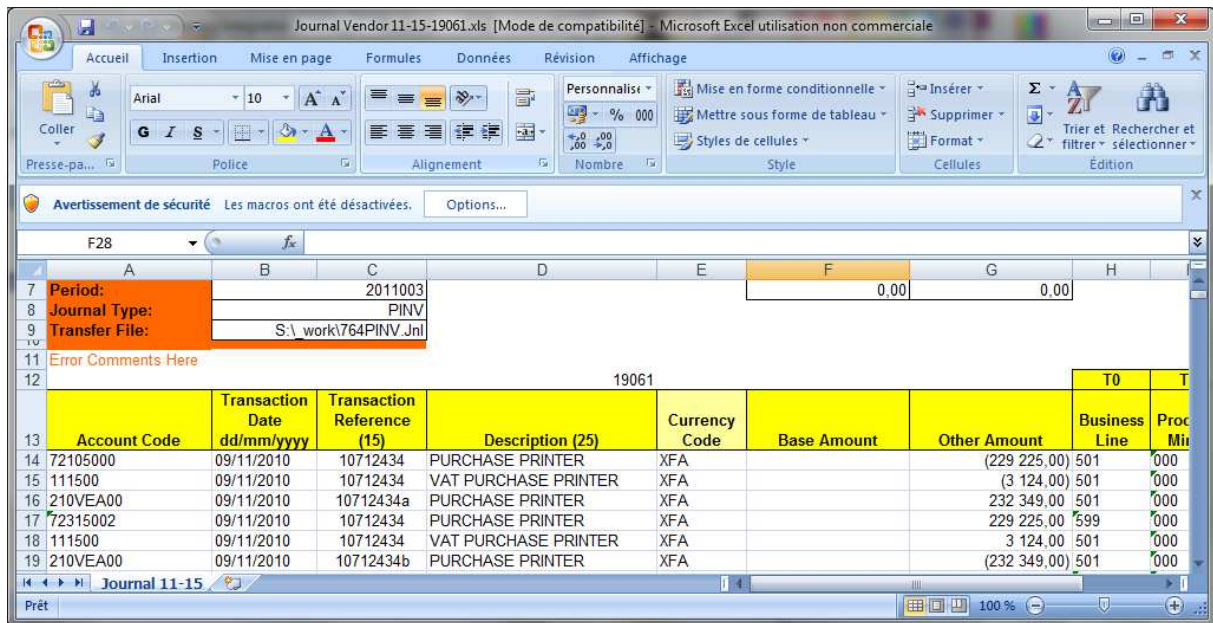 Journal Vendor 11-15-19061.xls [Mode de compatibilité] - Microsoft Excel utilisation non commerciale
Accueil Insertion Mise en page Formules Données Révision Affichage
Coller
Presse-pa...
Arial 10
G I S
Police
Alignement
Personnalise
% 000
Nombre
Mise en forme conditionnelle
Mettre sous forme de tableau
Styles de cellules
Style
Insérer
Supprimer
Format
Cellules
Σ
Trier et filtrer
Rechercher et sélectionner
Édition
Avertissement de sécurité Les macros ont été désactivées. Options...
F28 fx
A B C D E F G H
7 Period: 2011003 0,00 0,00
8 Journal Type: PINV
9 Transfer File: S:\_work\764PINV.Jnl
11 Error Comments Here
12 19061 T0 T
13 Account Code Transaction Date dd/mm/yyyy Transaction Reference (15) Description (25) Currency Code Base Amount Other Amount Business Line Proc Min
14 72105000 09/11/2010 10712434 PURCHASE PRINTER XFA (229 225,00) 501 000
15 111500 09/11/2010 10712434 VAT PURCHASE PRINTER XFA (3 124,00) 501 000
16 210VEA00 09/11/2010 10712434a PURCHASE PRINTER XFA 232 349,00 501 000
17 72315002 09/11/2010 10712434 PURCHASE PRINTER XFA 229 225,00 599 000
18 111500 09/11/2010 10712434 VAT PURCHASE PRINTER XFA 3 124,00 501 000
19 210VEA00 09/11/2010 10712434b PURCHASE PRINTER XFA (232 349,00) 501 000
Journal 11-15
Prêt 100 %